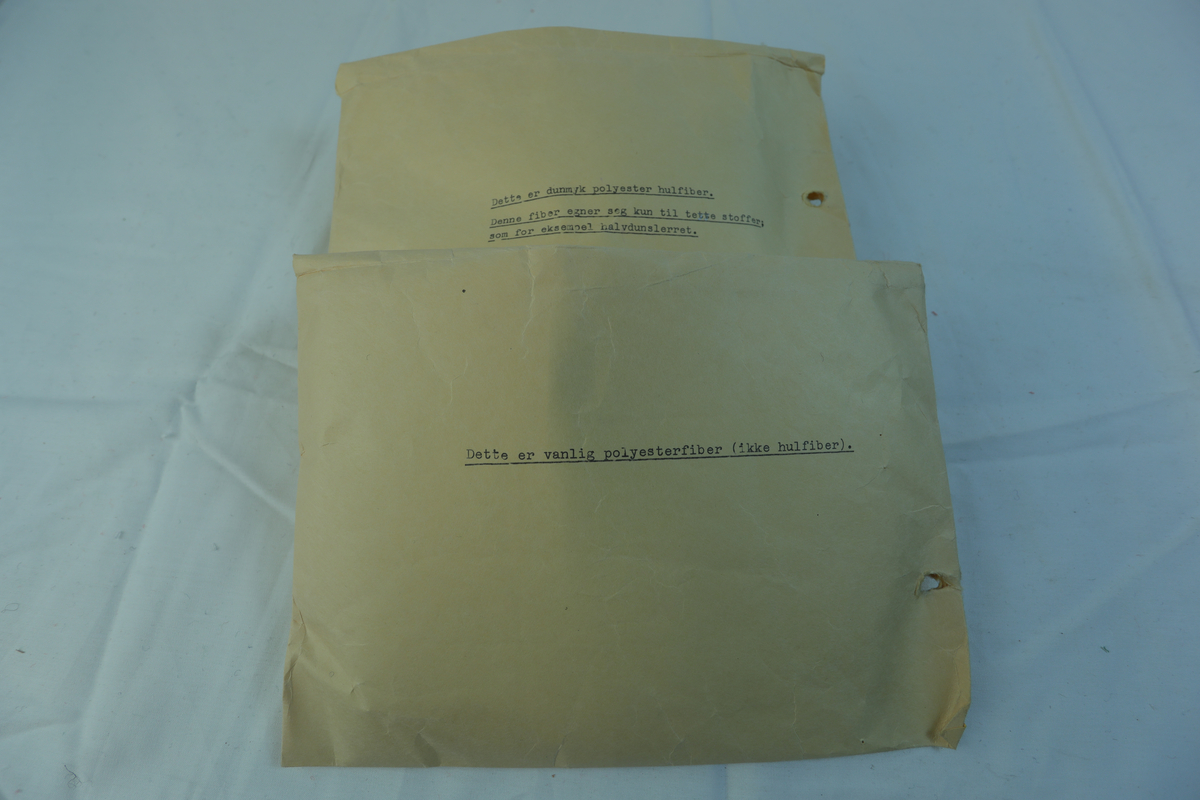 Dette er dunmyk polyester hulfiber.
Denne fiber egner seg kun til tette stoffer,
som for eksempel halvdunslerret.
Dette er vanlig polyesterfiber (ikke hulfiber).